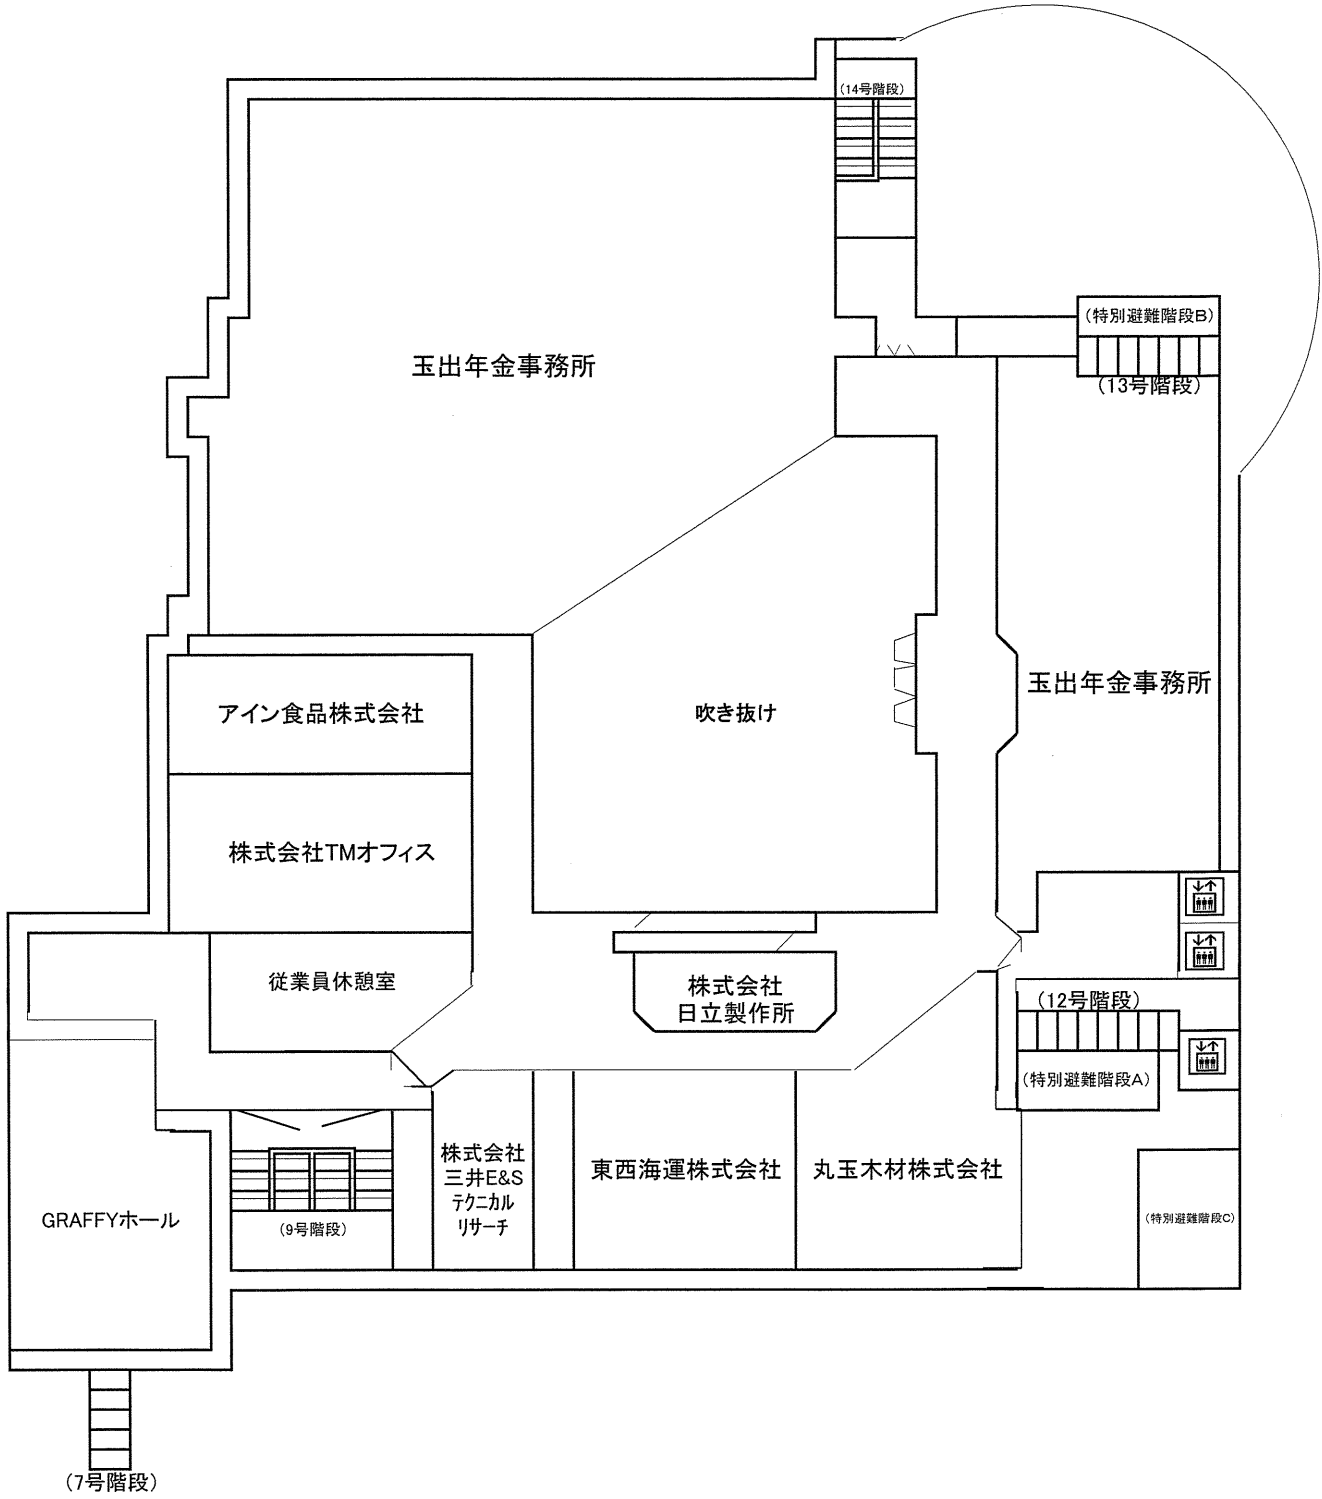 (14号階段)
(特別避難階段B)
(13号階段)
玉出年金事務所
玉出年金事務所
アイン食品株式会社
吹き抜け
株式会社TMオフィス
従業員休憩室
株式会社
日立製作所
(12号階段)
(特別避難階段A)
株式会社
三井E&S
テクニカル
リサーチ
東西海運株式会社
丸玉木材株式会社
GRAFFYホール
(9号階段)
(特別避難階段C)
(7号階段)